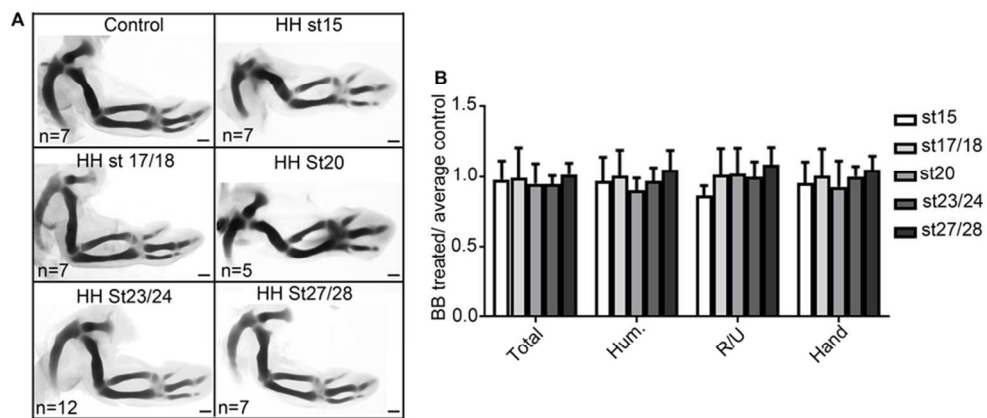 A
Control
HH st15
n=7
n=7
HH st 17/18
HH St20
n=7
n=5
HH St23/24
HH St27/28
n=12
n=7
B
BB treated/ average control
1.5
1.0
0.5
0.0
Total
Hum.
R/U
Hand
st15
st17/18
st20
st23/24
st27/28